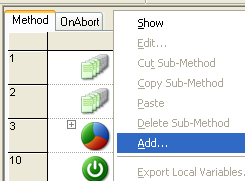 Method OnAbort
1
2
3
10
Show
Edit...
Cut Sub-Method
Copy Sub-Method
Paste
Delete Sub-Method
Add...
Export Local Variables.